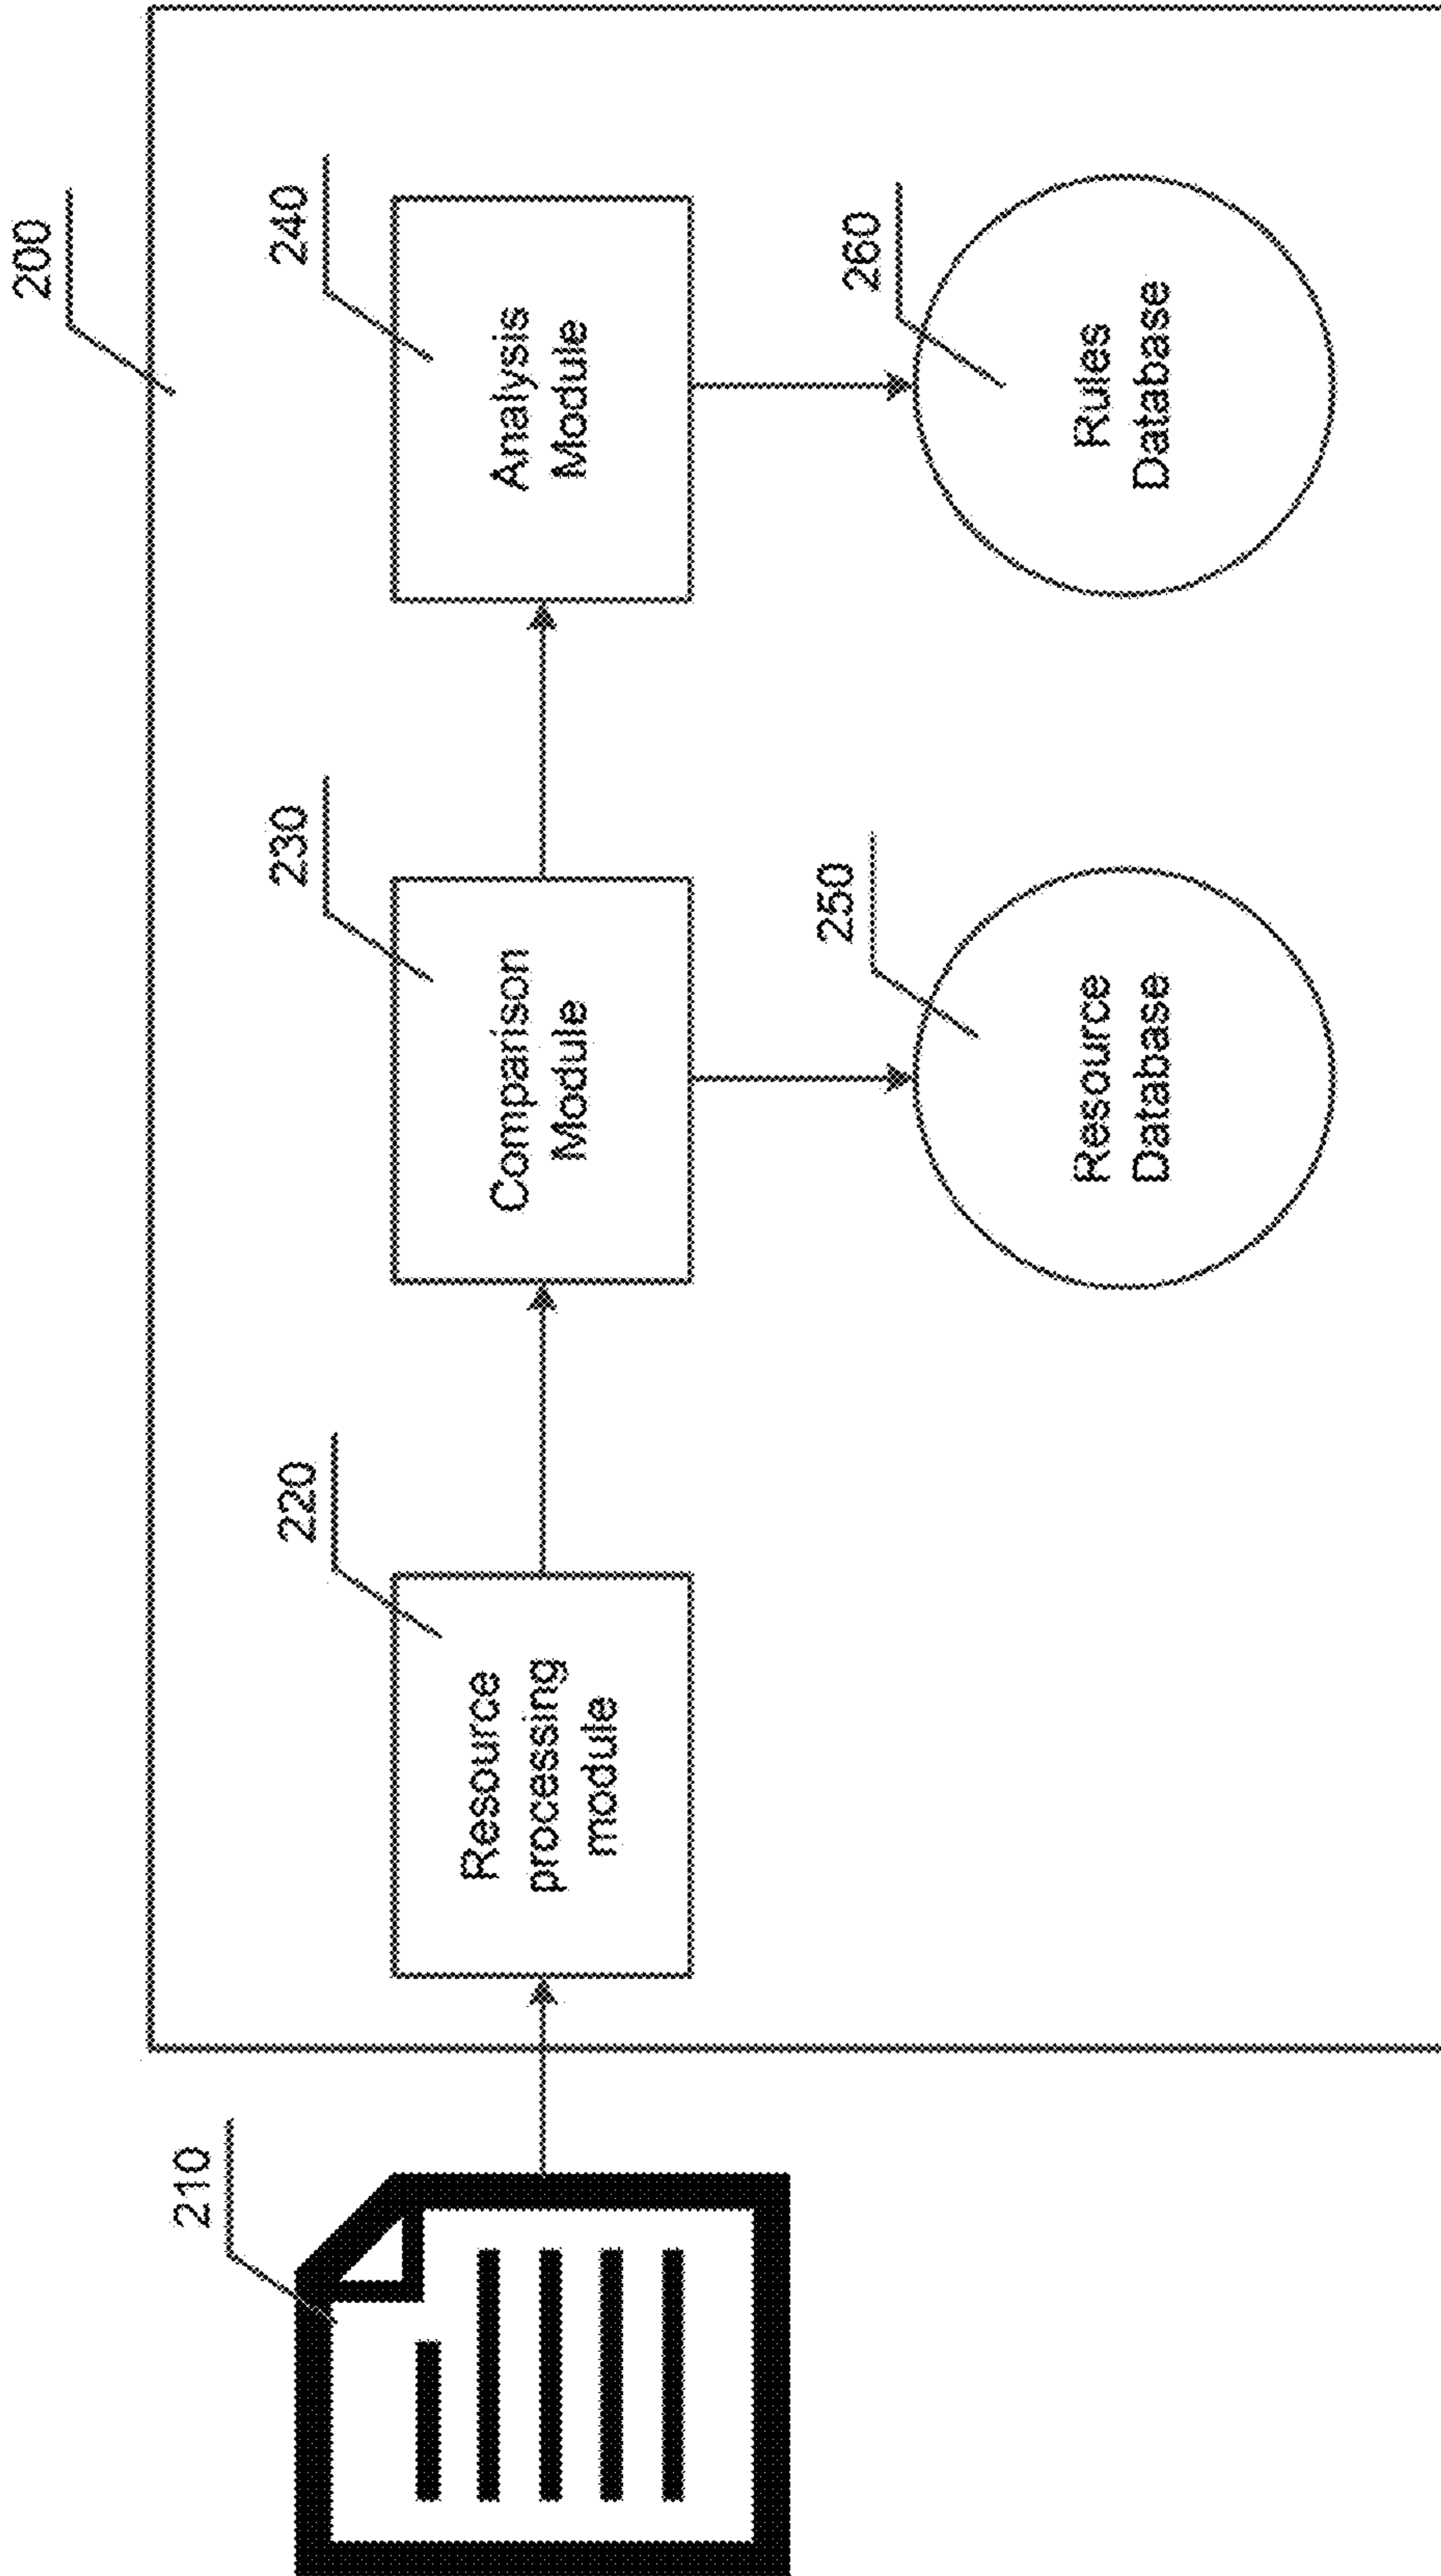 200
210
220
Resource
processing
module
230
Comparison
Module
240
Analysis
Module
250
Resource
Database
260
Rules
Database